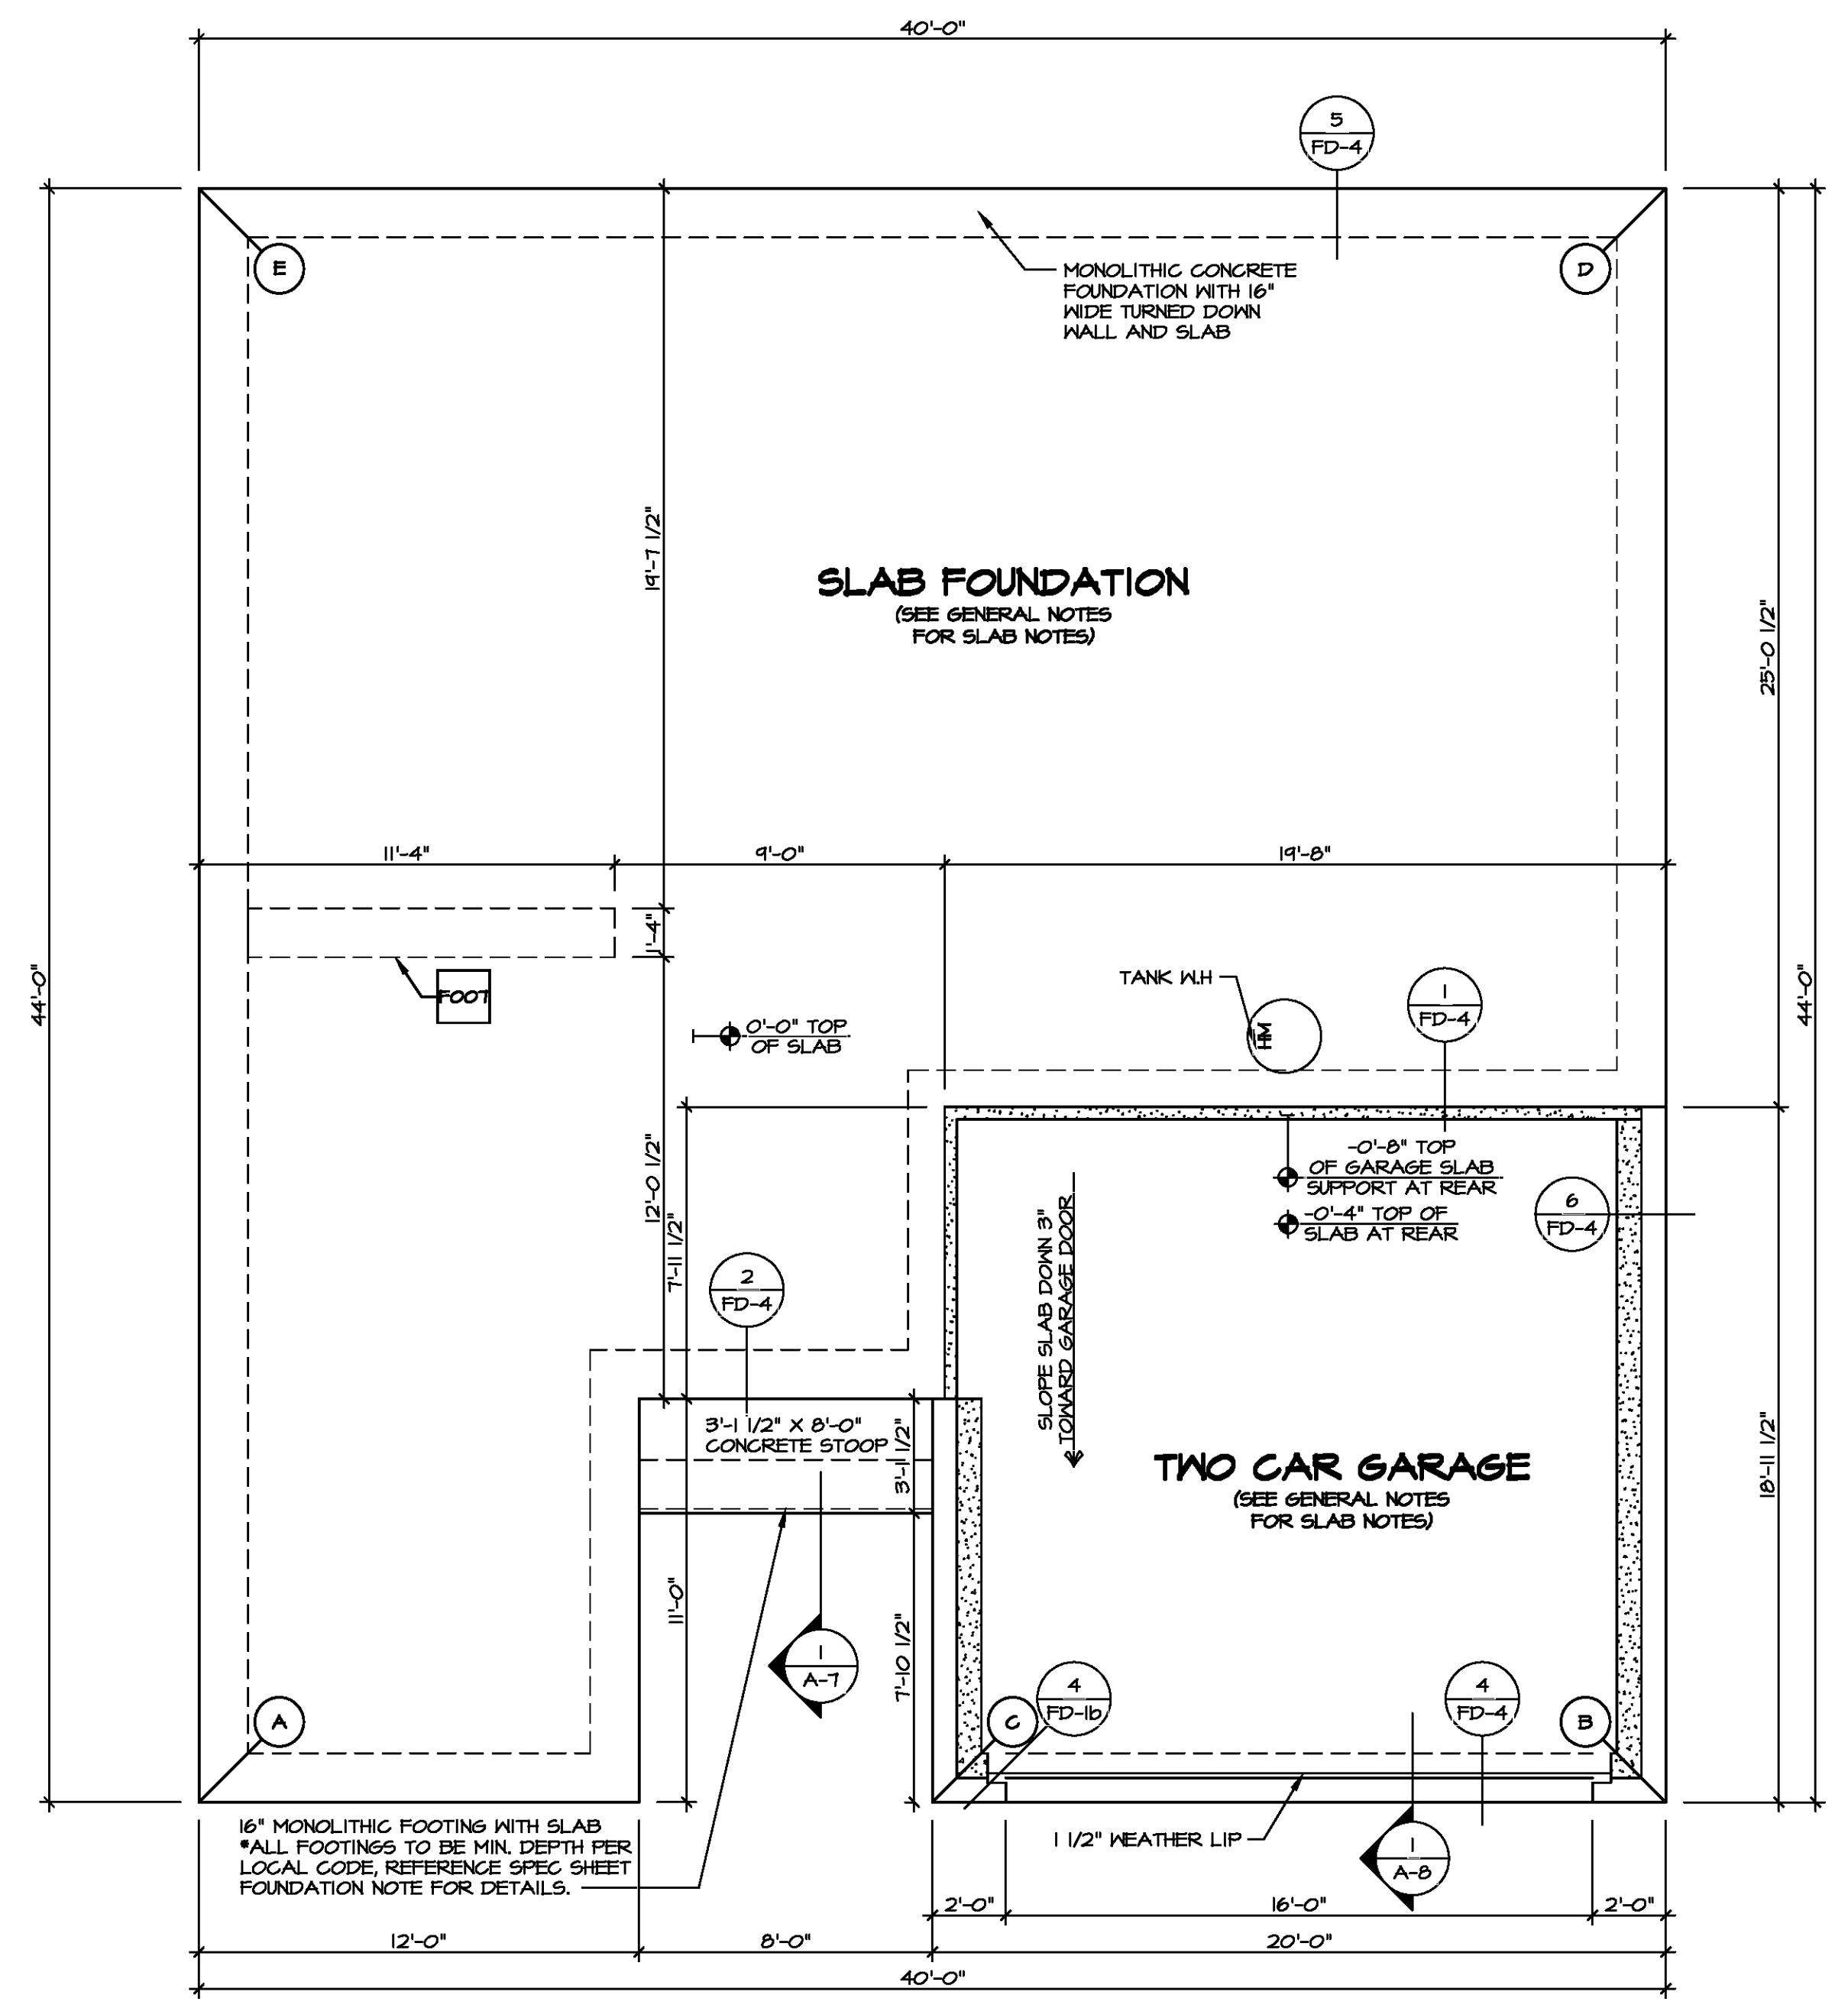 40'-0"
5
FD-4
E
D
MONOLITHIC CONCRETE
FOUNDATION WITH 16"
WIDE TURNED DOWN
WALL AND SLAB
19'-7 1/2"
SLAB FOUNDATION
(SEE GENERAL NOTES
FOR SLAB NOTES)
25'-0 1/2"
11'-4"
9'-0"
19'-8"
1'-4"
44'-0"
44'-0"
FOOT
TANK W.H
WH
1
FD-4
0'-0" TOP
OF SLAB
12'-0 1/2"
7'-11 1/2"
-0'-8" TOP
OF GARAGE SLAB
SUPPORT AT REAR
-0'-4" TOP OF
SLAB AT REAR
6
FD-4
SLOPE SLAB DOWN 3"
TOWARD GARAGE DOOR
2
FD-4
3'-1 1/2" X 8'-0"
CONCRETE STOOP
3'-1 1/2"
TWO CAR GARAGE
(SEE GENERAL NOTES
FOR SLAB NOTES)
18'-11 1/2"
11'-0"
7'-10 1/2"
1
A-7
4
FD-1b
4
FD-4
A
C
B
16" MONOLITHIC FOOTING WITH SLAB
*ALL FOOTINGS TO BE MIN. DEPTH PER
LOCAL CODE, REFERENCE SPEC SHEET
FOUNDATION NOTE FOR DETAILS.
1 1/2" WEATHER LIP
1
A-8
2'-0"
16'-0"
2'-0"
12'-0"
8'-0"
20'-0"
40'-0"